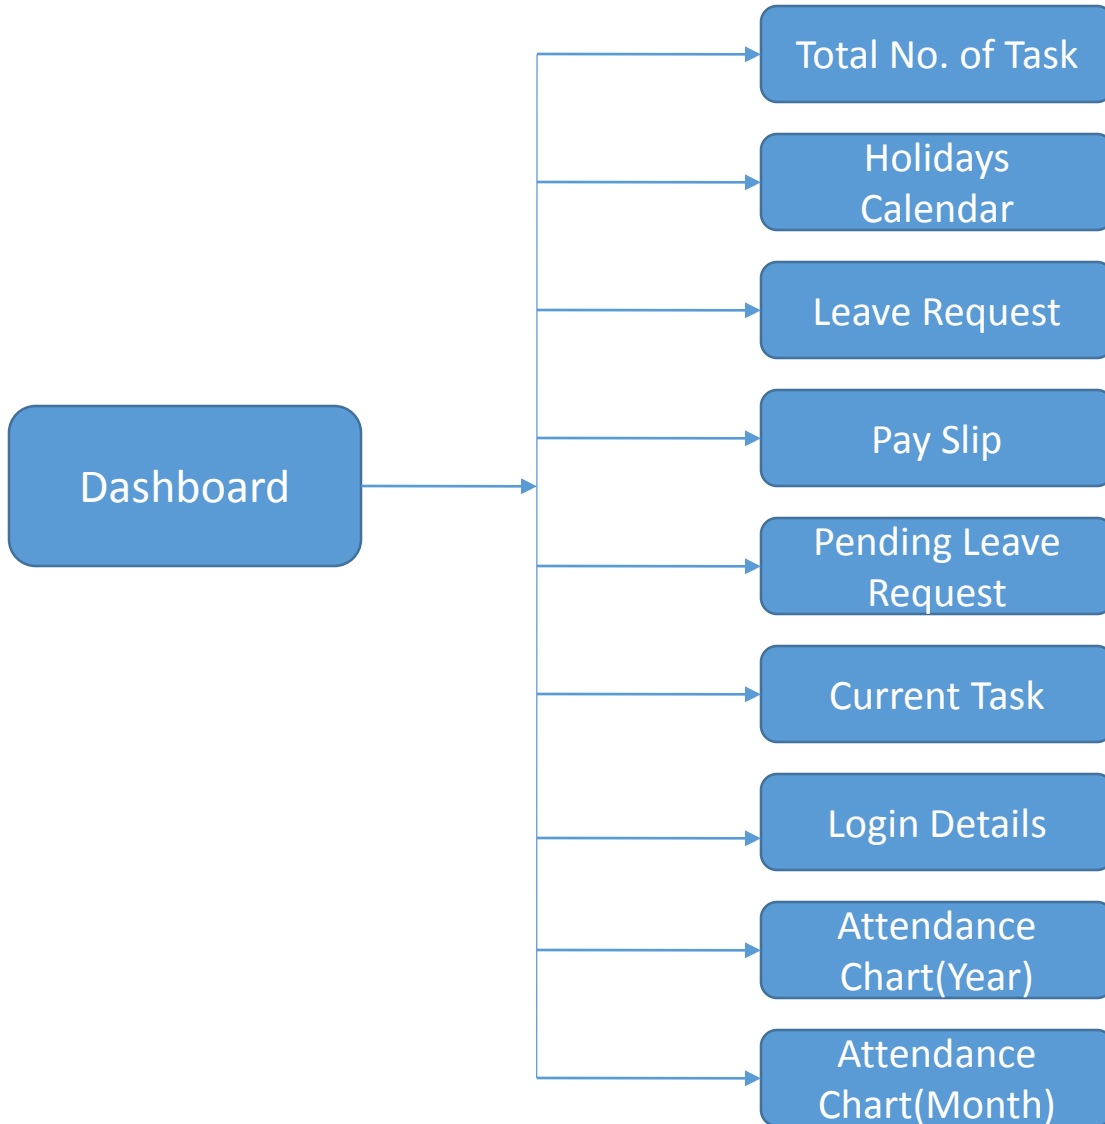 Total No. of Task
Holidays
Calendar
Leave Request
Pay Slip
Dashboard
Pending Leave
Request
Current Task
Login Details
Attendance
Chart(Year)
Attendance
Chart(Month)